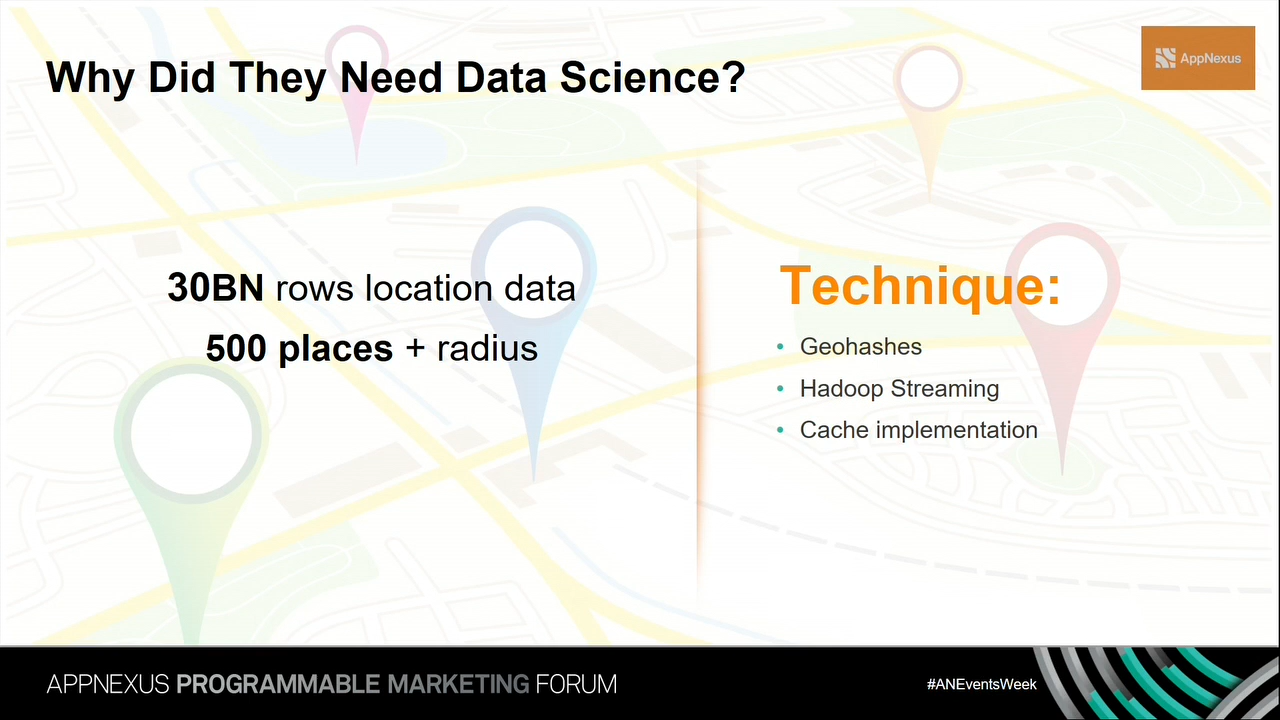 Why Did They Need Data Science?
AppNexus
30BN rows location data
500 places + radius
Technique:
• Geohashes
• Hadoop Streaming
• Cache implementation
APPNEXUS PROGRAMMABLE MARKETING FORUM
#ANEventsWeek